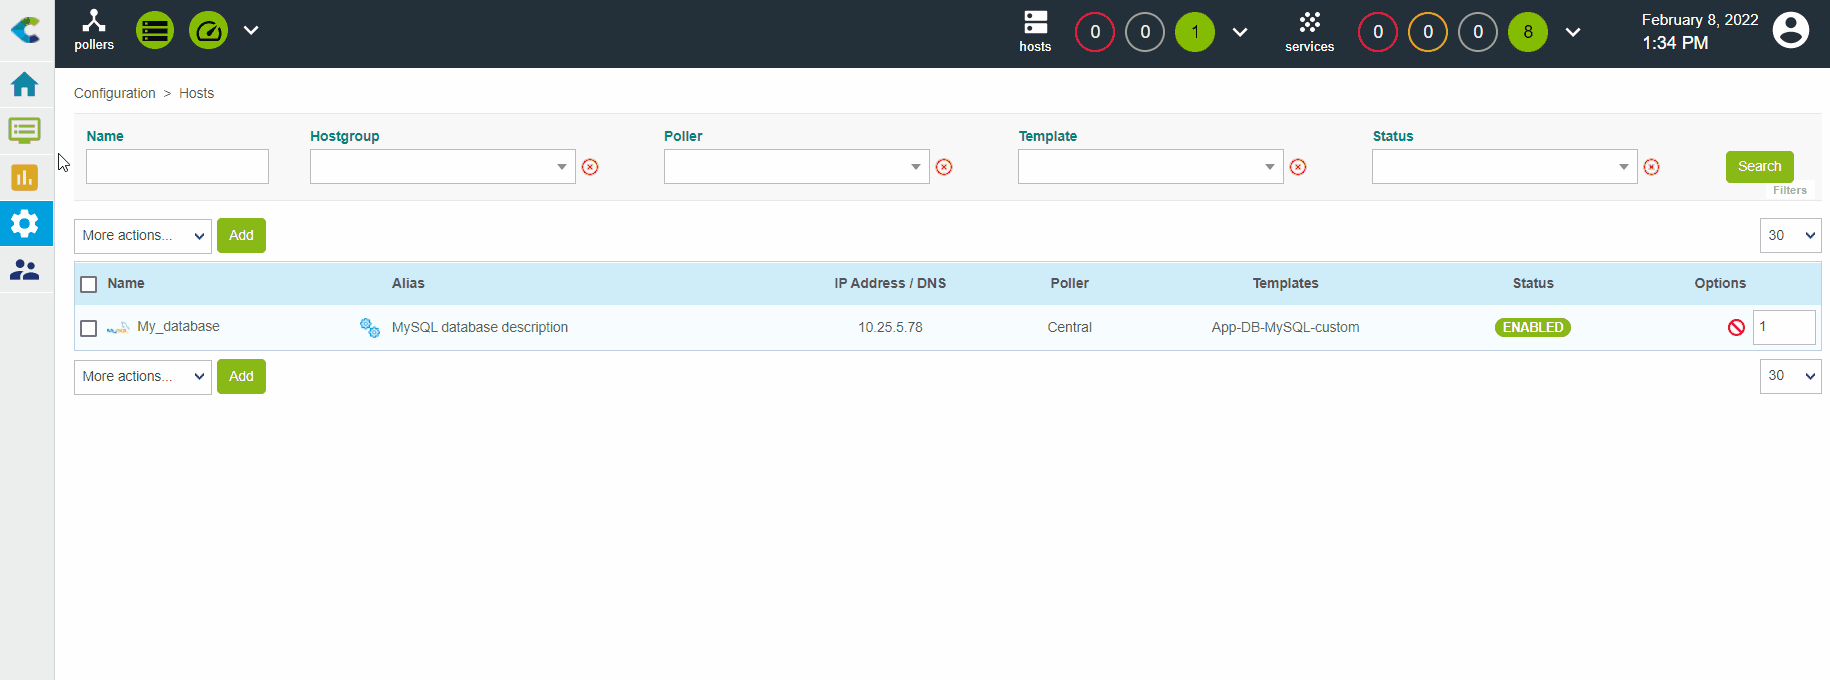 pollers
hosts 0 0 1
services 0 0 0 8
February 8, 2022
1:34 PM
Configuration > Hosts
Name Hostgroup Poller Template Status
Search
Filters
More actions... Add 30
Name Alias IP Address / DNS Poller Templates Status Options
My_database MySQL database description 10.25.5.78 Central App-DB-MySQL-custom ENABLED 1
More actions... Add 30